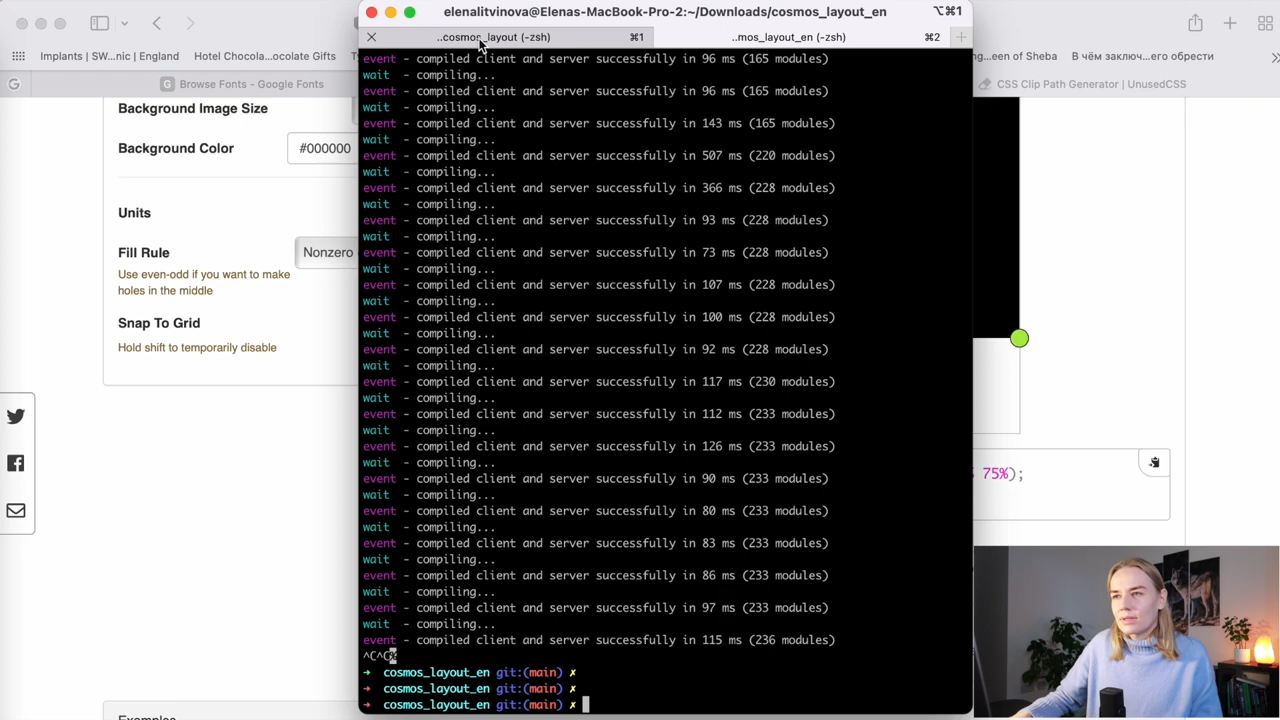 elenalitvinova@Elenas-MacBook-Pro-2:~/Downloads/cosmos_layout_en
⌥⌘1
..cosmos_layout (-zsh) ⌘1
..mos_layout_en (-zsh) ⌘2
Implants | SW...nic | England
Hotel Chocola...ocolate Gifts
T
ng...een of Sheba
В чём заключ...его обрести
Browse Fonts - Google Fonts
CSS Clip Path Generator | UnusedCSS
Background Image Size
Background Color
#000000
Units
Fill Rule
Nonzero
Use even-odd if you want to make
holes in the middle
Snap To Grid
Hold shift to temporarily disable
75%);
event - compiled client and server successfully in 96 ms (165 modules)
wait - compiling...
event - compiled client and server successfully in 96 ms (165 modules)
wait - compiling...
event - compiled client and server successfully in 143 ms (165 modules)
wait - compiling...
event - compiled client and server successfully in 507 ms (220 modules)
wait - compiling...
event - compiled client and server successfully in 366 ms (228 modules)
wait - compiling...
event - compiled client and server successfully in 93 ms (228 modules)
wait - compiling...
event - compiled client and server successfully in 73 ms (228 modules)
wait - compiling...
event - compiled client and server successfully in 107 ms (228 modules)
wait - compiling...
event - compiled client and server successfully in 100 ms (228 modules)
wait - compiling...
event - compiled client and server successfully in 92 ms (228 modules)
wait - compiling...
event - compiled client and server successfully in 117 ms (230 modules)
wait - compiling...
event - compiled client and server successfully in 112 ms (233 modules)
wait - compiling...
event - compiled client and server successfully in 126 ms (233 modules)
wait - compiling...
event - compiled client and server successfully in 90 ms (233 modules)
wait - compiling...
event - compiled client and server successfully in 80 ms (233 modules)
wait - compiling...
event - compiled client and server successfully in 83 ms (233 modules)
wait - compiling...
event - compiled client and server successfully in 86 ms (233 modules)
wait - compiling...
event - compiled client and server successfully in 97 ms (233 modules)
wait - compiling...
event - compiled client and server successfully in 115 ms (236 modules)
^C^C%
➜ cosmos_layout_en git:(main) ✗
➜ cosmos_layout_en git:(main) ✗
➜ cosmos_layout_en git:(main) ✗